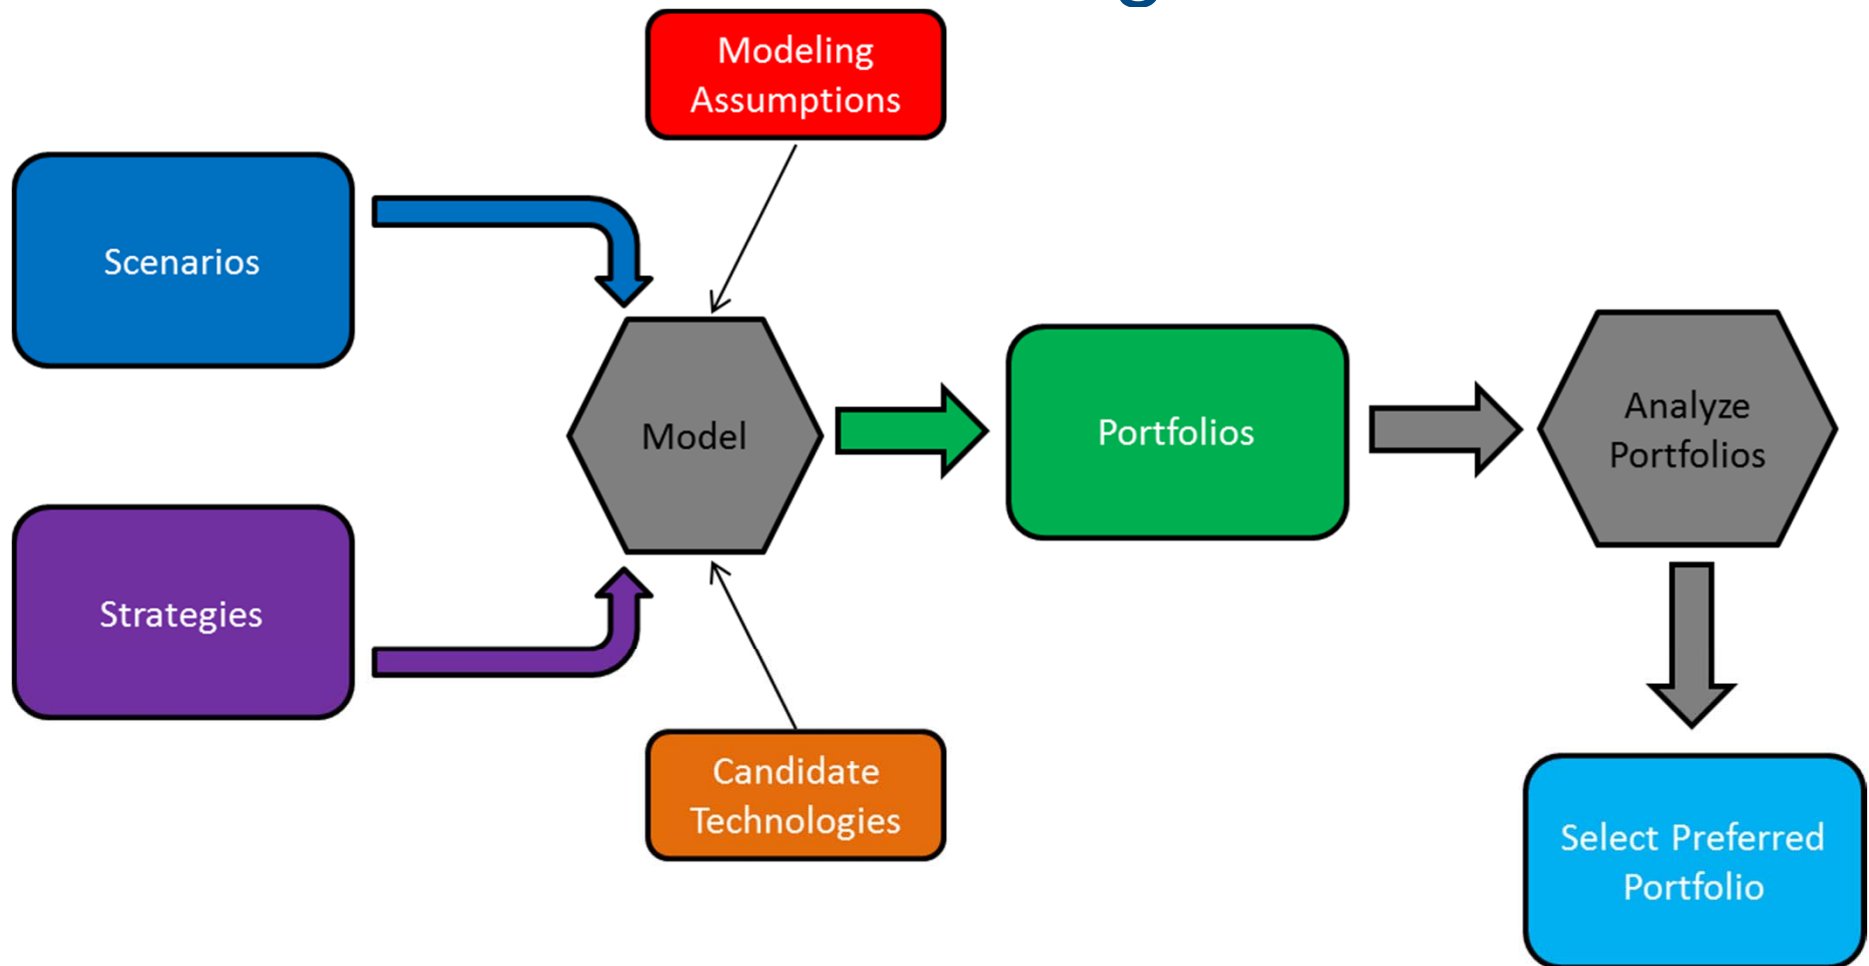 Modeling
Assumptions
Scenarios
Model
Portfolios
Analyze
Portfolios
Strategies
Candidate
Technologies
Select Preferred
Portfolio